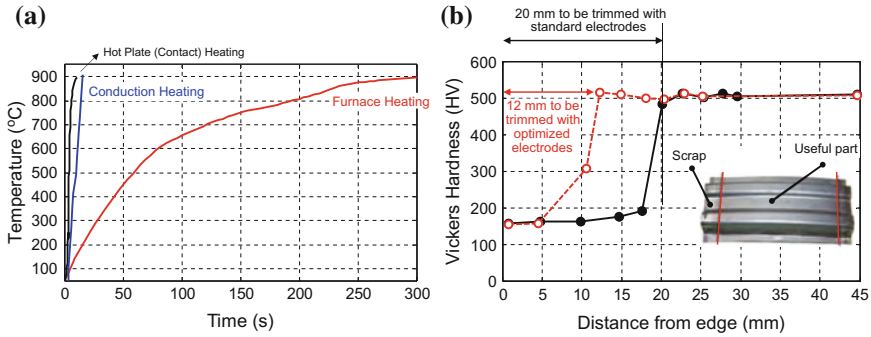 (a)
Hot Plate (Contact) Heating
900
800
700
600
500
400
300
200
100
Conduction Heating
Furnace Heating
Temperature (°C)
0
50
100
150
200
250
300
Time (s)
(b)
20 mm to be trimmed with
standard electrodes
600
500
400
300
200
100
0
12 mm to be
trimmed with
optimized
electrodes
Scrap
Useful part
Vickers Hardness (HV)
0
5
10
15
20
25
30
40
45
Distance from edge (mm)